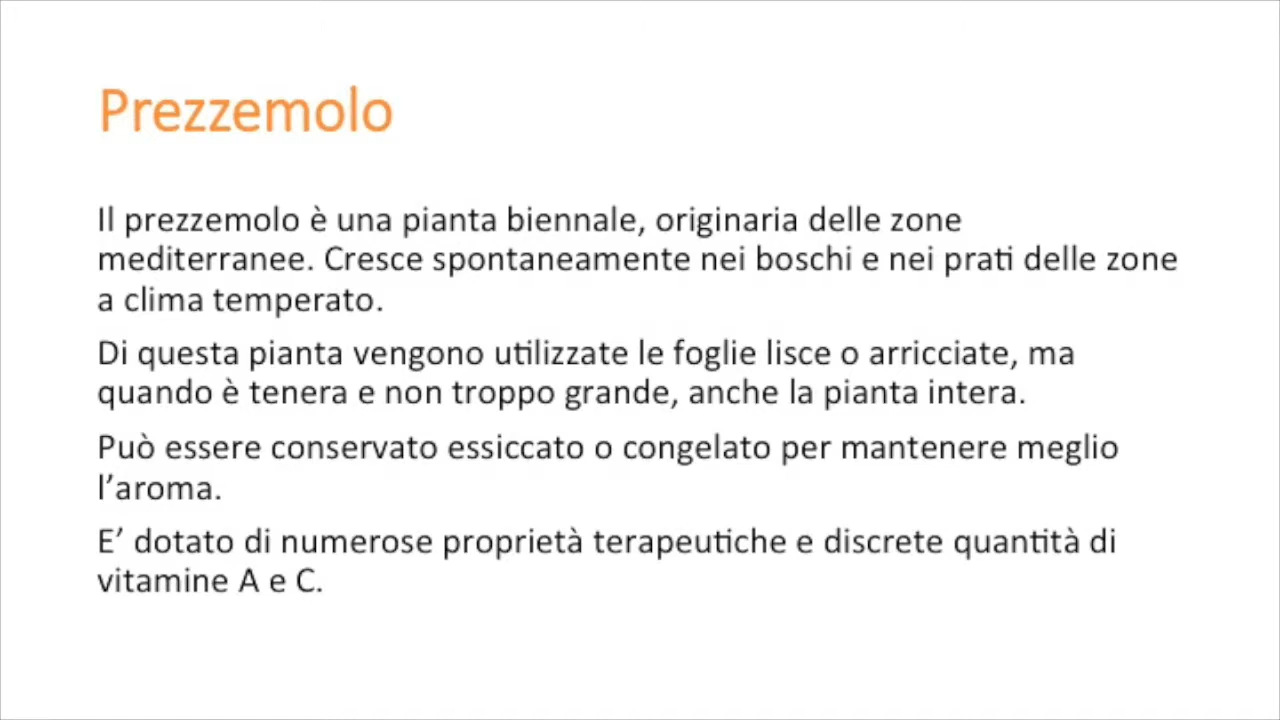 Prezzemolo
Il prezzemolo è una pianta biennale, originaria delle zone
mediterranee. Cresce spontaneamente nei boschi e nei prati delle zone
a clima temperato.
Di questa pianta vengono utilizzate le foglie lisce o arricciate, ma
quando è tenera e non troppo grande, anche la pianta intera.
Può essere conservato essiccato o congelato per mantenere meglio
l’aroma.
E’ dotato di numerose proprietà terapeutiche e discrete quantità di
vitamine A e C.